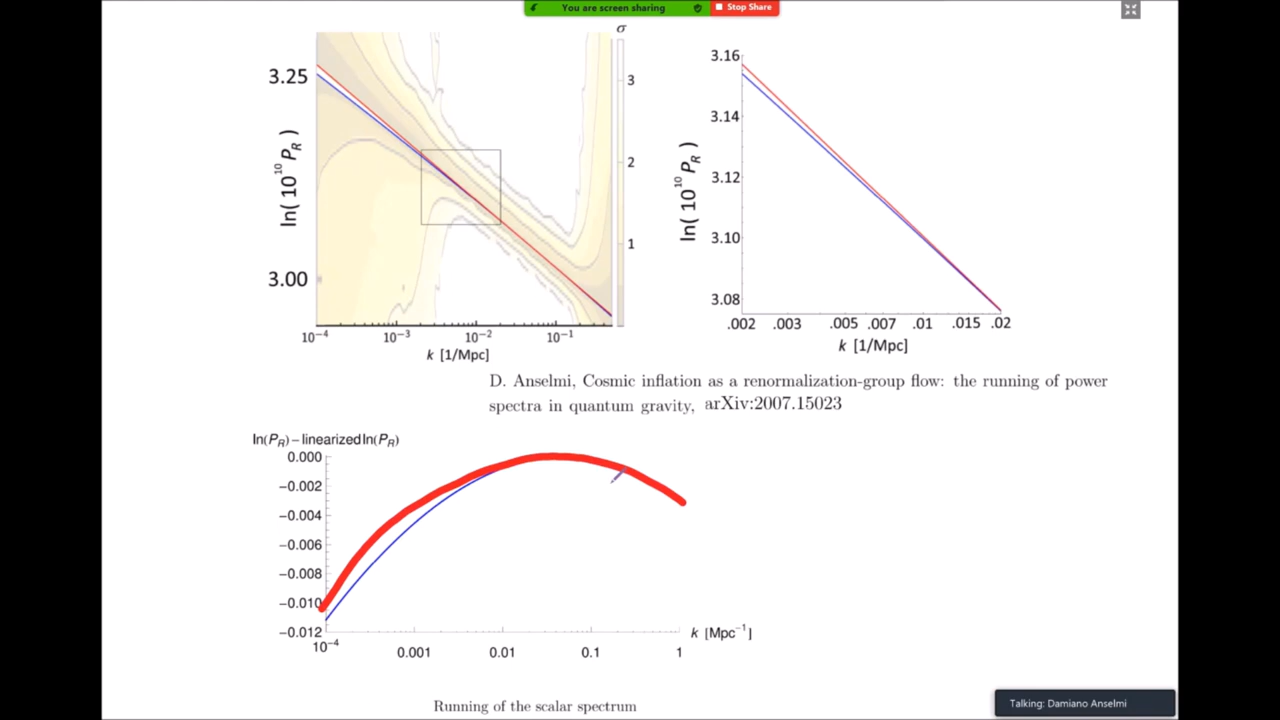 You are screen sharing
Stop Share
σ
3.25
3.00
ln( 10^10 P_R )
3
2
1
10^−4 10^−3 10^−2 10^−1
k [1/Mpc]
3.16
3.14
3.12
3.10
3.08
ln( 10^10 P_R )
.002 .003 .005 .007 .01 .015 .02
k [1/Mpc]
D. Anselmi, Cosmic inflation as a renormalization-group flow: the running of power
spectra in quantum gravity, arXiv:2007.15023
ln(P_R) – linearized ln(P_R)
0.000
−0.002
−0.004
−0.006
−0.008
−0.010
−0.012
10^−4 0.001 0.01 0.1 1
k [Mpc^−1]
Running of the scalar spectrum
Talking: Damiano Anselmi